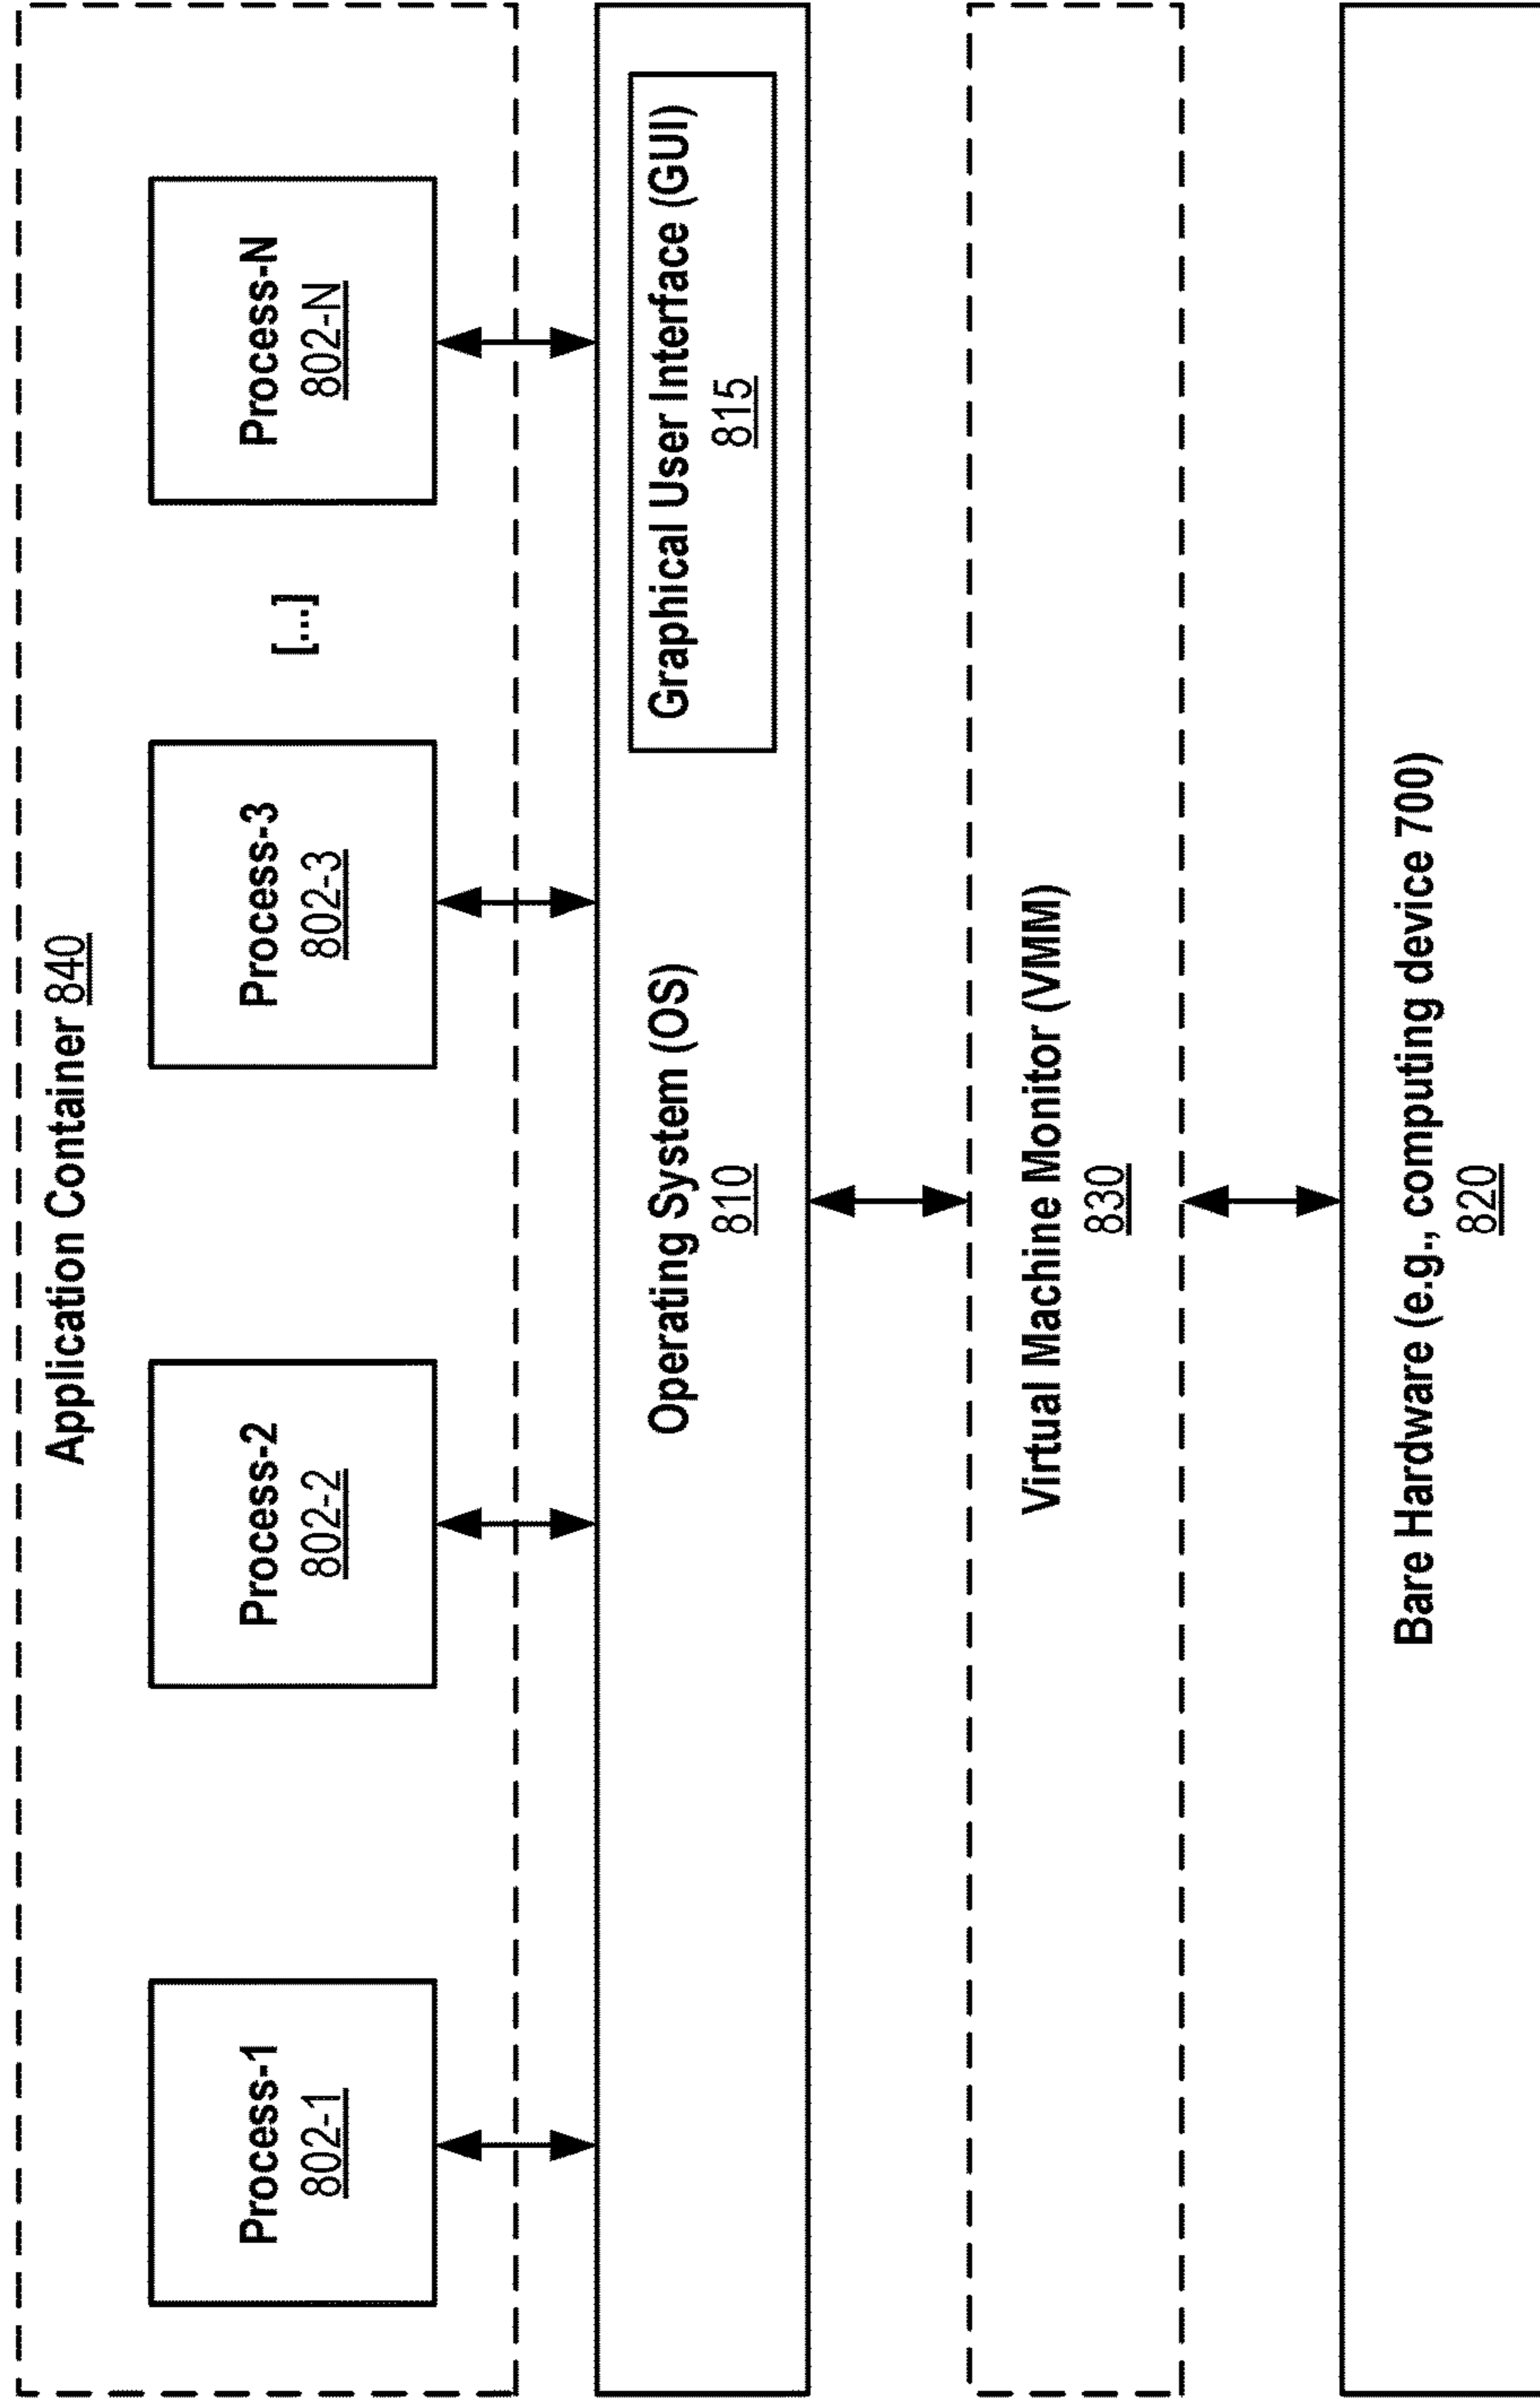 Application Container 840
Process-1
802-1
Process-2
802-2
Process-3
802-3
[...]
Process-N
802-N
Operating System (OS)
810
Graphical User Interface (GUI)
815
Virtual Machine Monitor (VMM)
830
Bare Hardware (e.g., computing device 700)
820